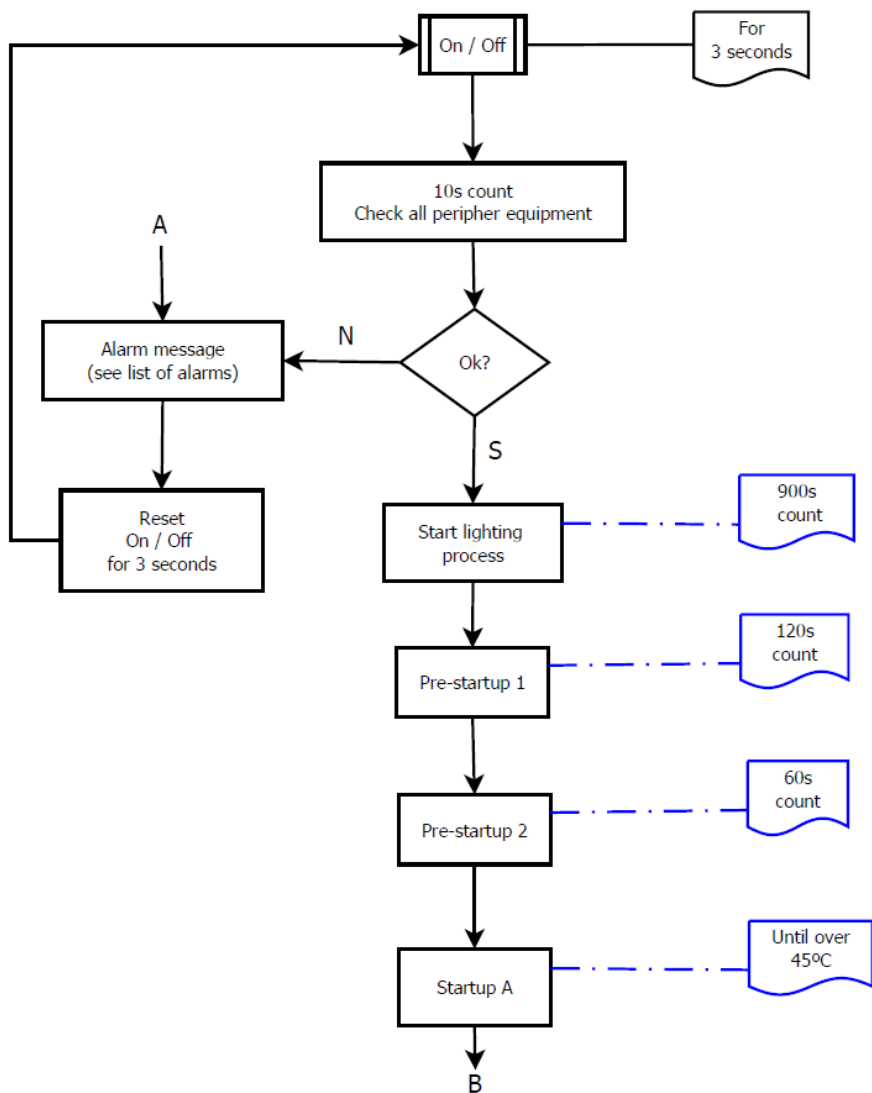 On / Off
For
3 seconds
10s count
Check all peripher equipment
A
Alarm message
(see list of alarms)
N
Ok?
S
Reset
On / Off
for 3 seconds
Start lighting
process
900s
count
Pre-startup 1
120s
count
Pre-startup 2
60s
count
Startup A
Until over
45ºC
B